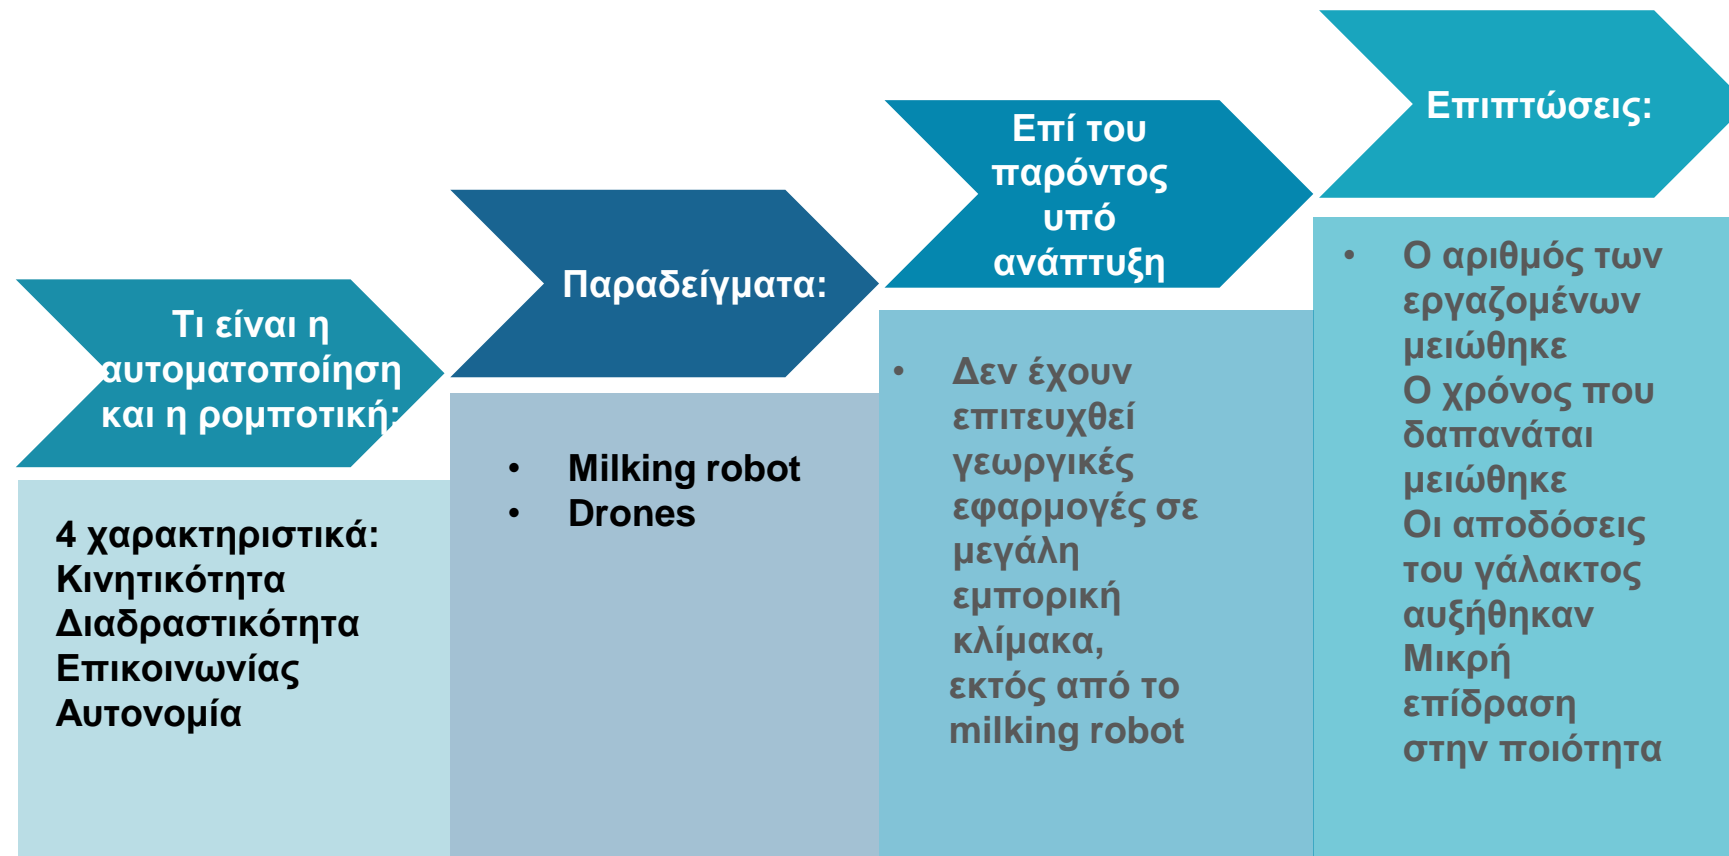 Τι είναι η
αυτοματοποίηση
και η ρομποτική;
4 χαρακτηριστικά:
Κινητικότητα
Διαδραστικότητα
Επικοινωνίας
Αυτονομία
Παραδείγματα:
• Milking robot
• Drones
Επί του
παρόντος
υπό
ανάπτυξη
• Δεν έχουν
επιτευχθεί
γεωργικές
εφαρμογές σε
μεγάλη
εμπορική
κλίμακα,
εκτός από το
milking robot
Επιπτώσεις:
• Ο αριθμός των
εργαζομένων
μειώθηκε
Ο χρόνος που
δαπανάται
μειώθηκε
Οι αποδόσεις
του γάλακτος
αυξήθηκαν
Μικρή
επίδραση
στην ποιότητα